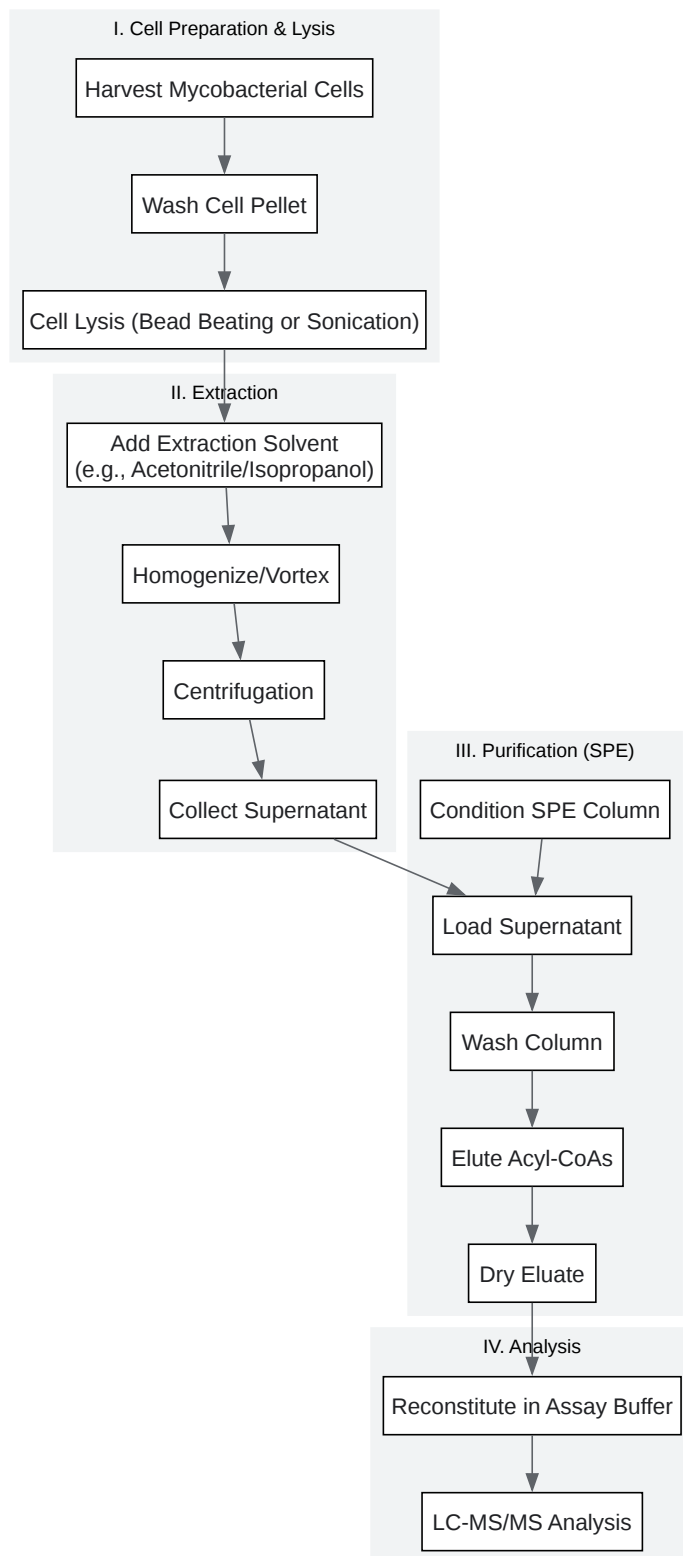 I. Cell Preparation & Lysis
Harvest Mycobacterial Cells
Wash Cell Pellet
Cell Lysis (Bead Beating or Sonication)
II. Extraction
Add Extraction Solvent
(e.g., Acetonitrile/Isopropanol)
Homogenize/Vortex
Centrifugation
Collect Supernatant
III. Purification (SPE)
Condition SPE Column
Load Supernatant
Wash Column
Elute Acyl-CoAs
Dry Eluate
IV. Analysis
Reconstitute in Assay Buffer
LC-MS/MS Analysis